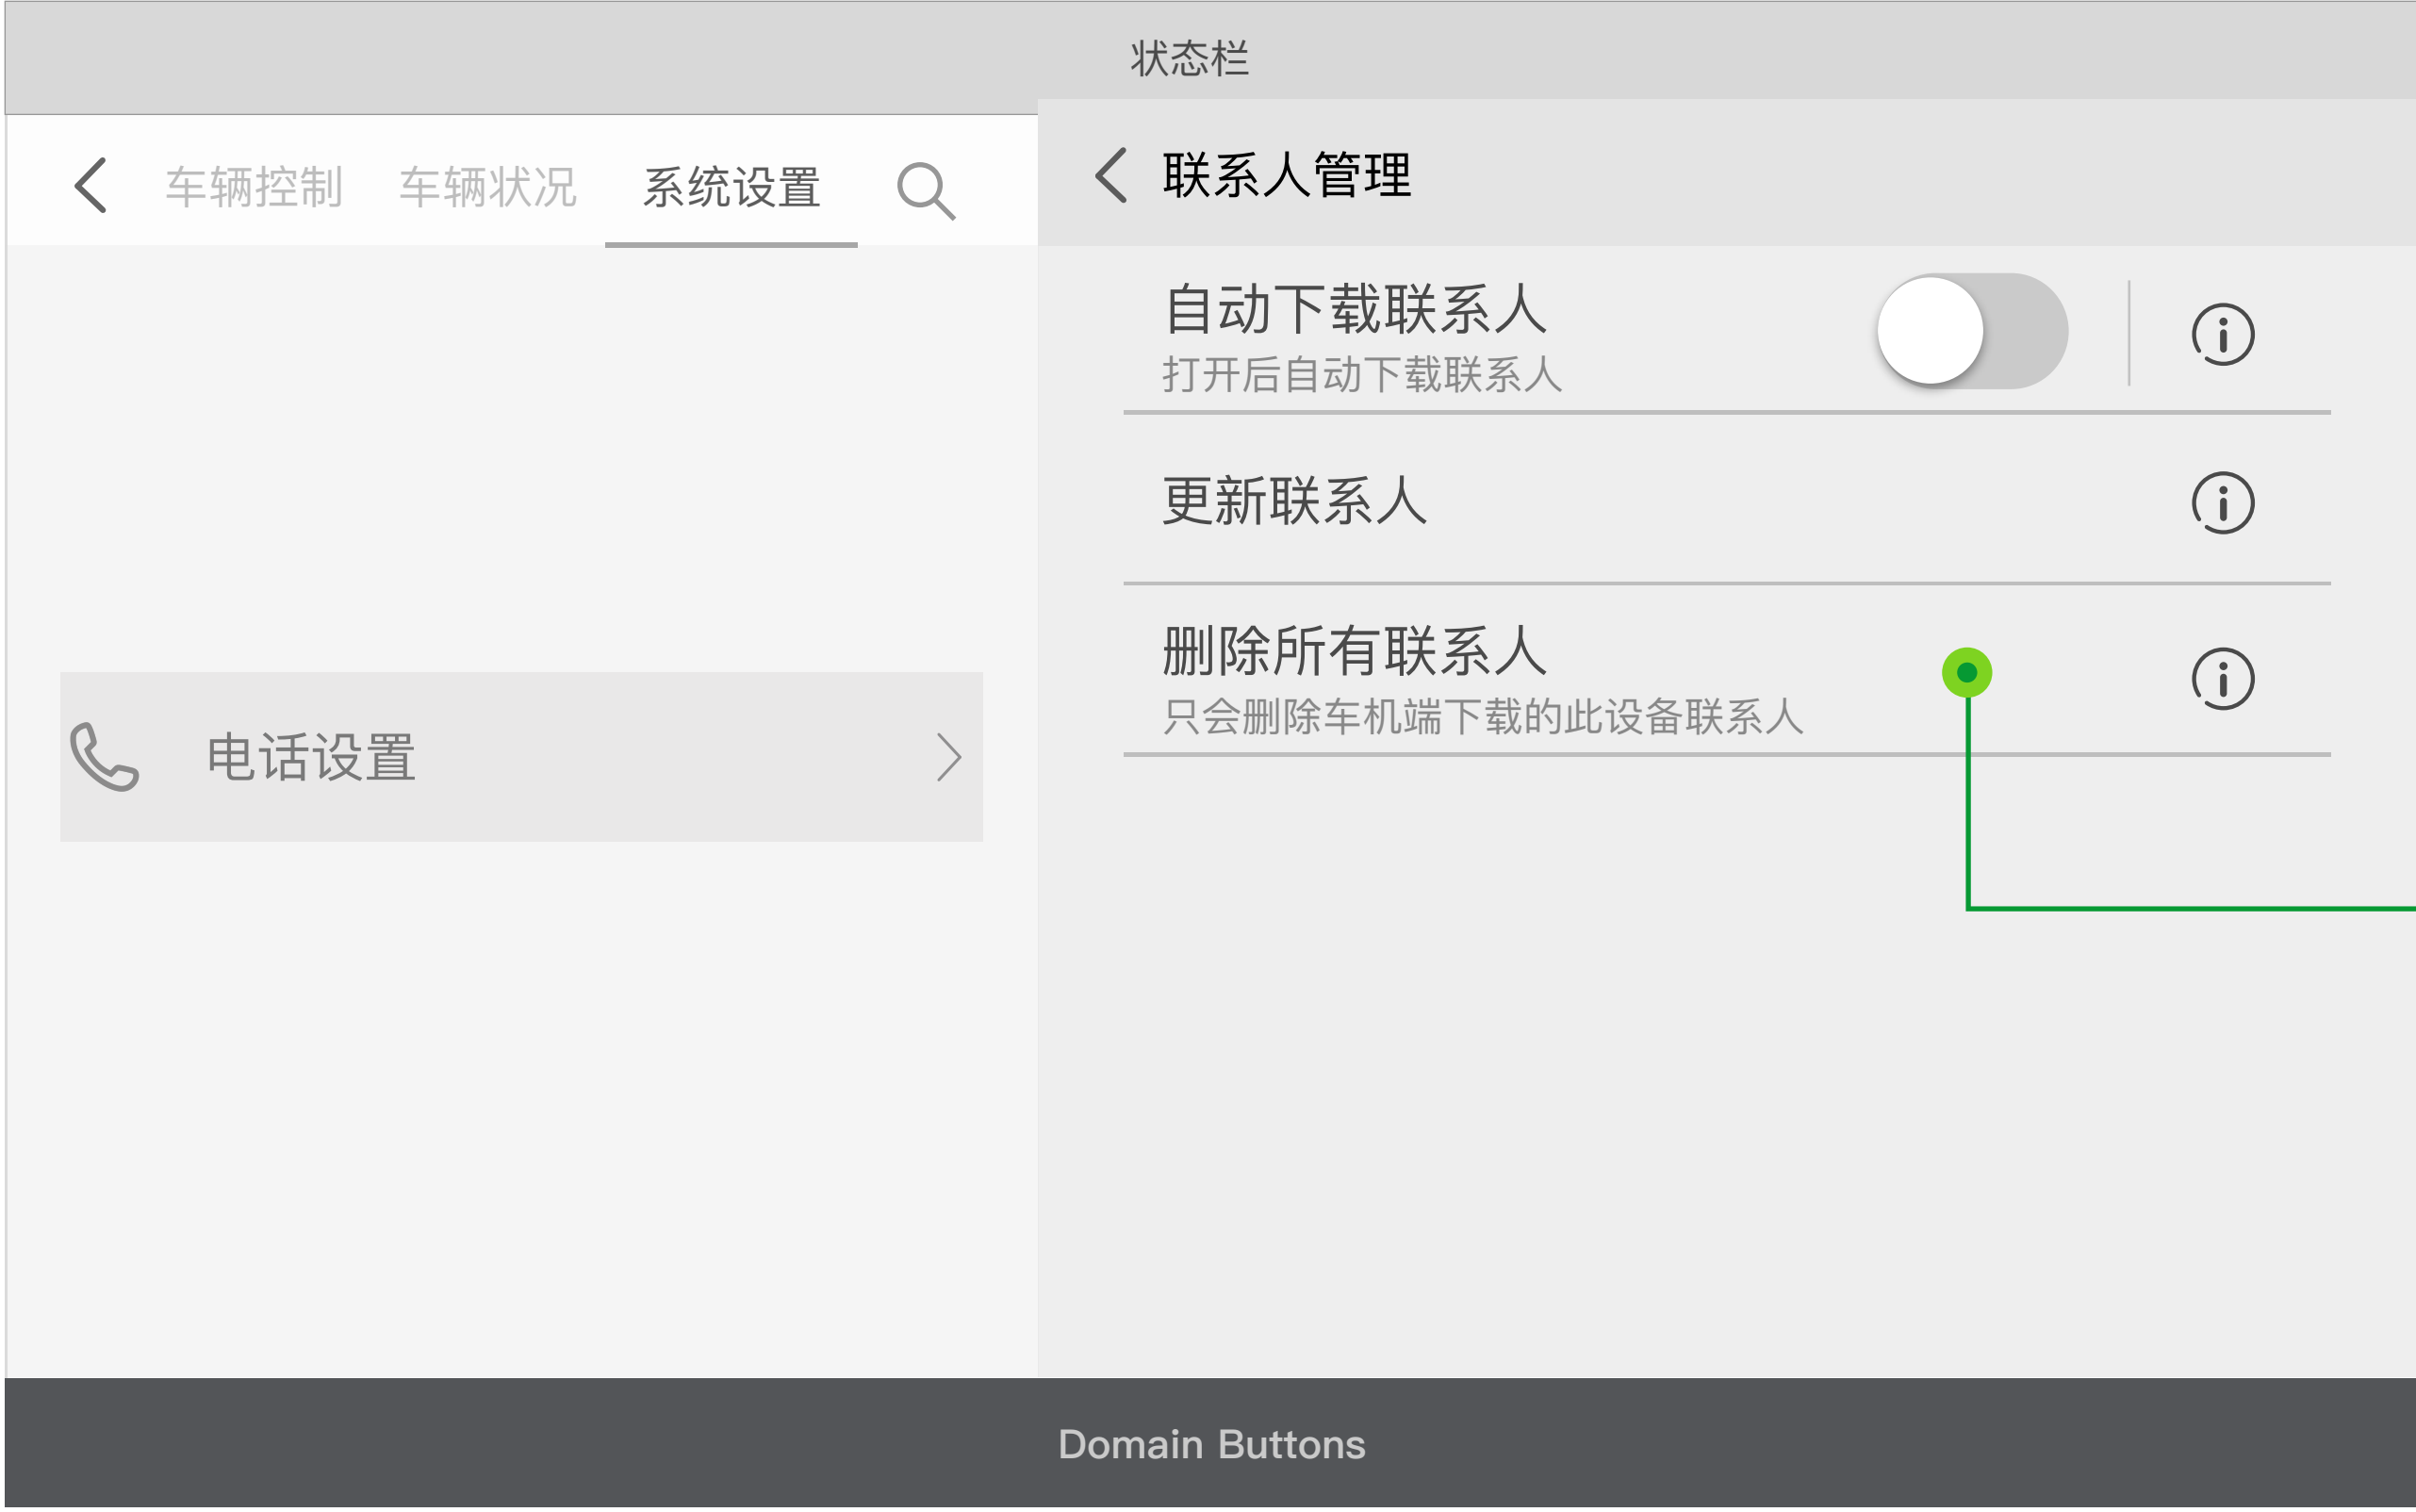 状态栏
车辆控制 车辆状况 系统设置
电话设置
联系人管理
自动下载联系人
打开后自动下载联系人
更新联系人
删除所有联系人
只会删除车机端下载的此设备联系人
Domain Buttons